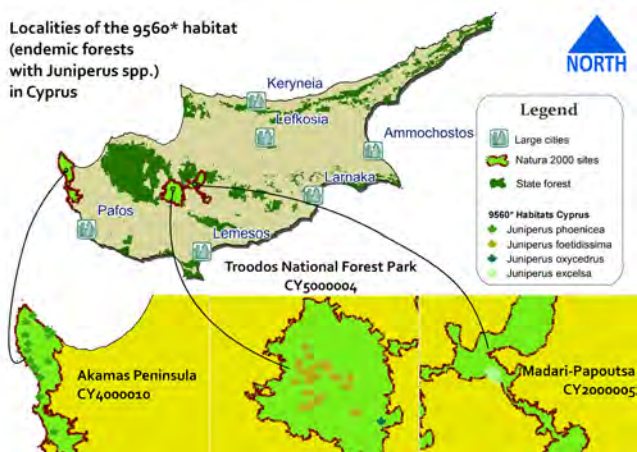 Localities of the 9560* habitat
(endemic forests
with Juniperus spp.)
in Cyprus
NORTH
Keryneia
Lefkosia
Ammochostos
Larnaka
Pafos
Lemesos
Legend
Large cities
Natura 2000 sites
State forest
9560* Habitats Cyprus
Juniperus phoenicea
Juniperus foetidissima
Juniperus oxycedrus
Juniperus excelsa
Troodos National Forest Park
CY5000004
Akamas Peninsula
CY4000010
Madari-Papoutsa
CY2000005